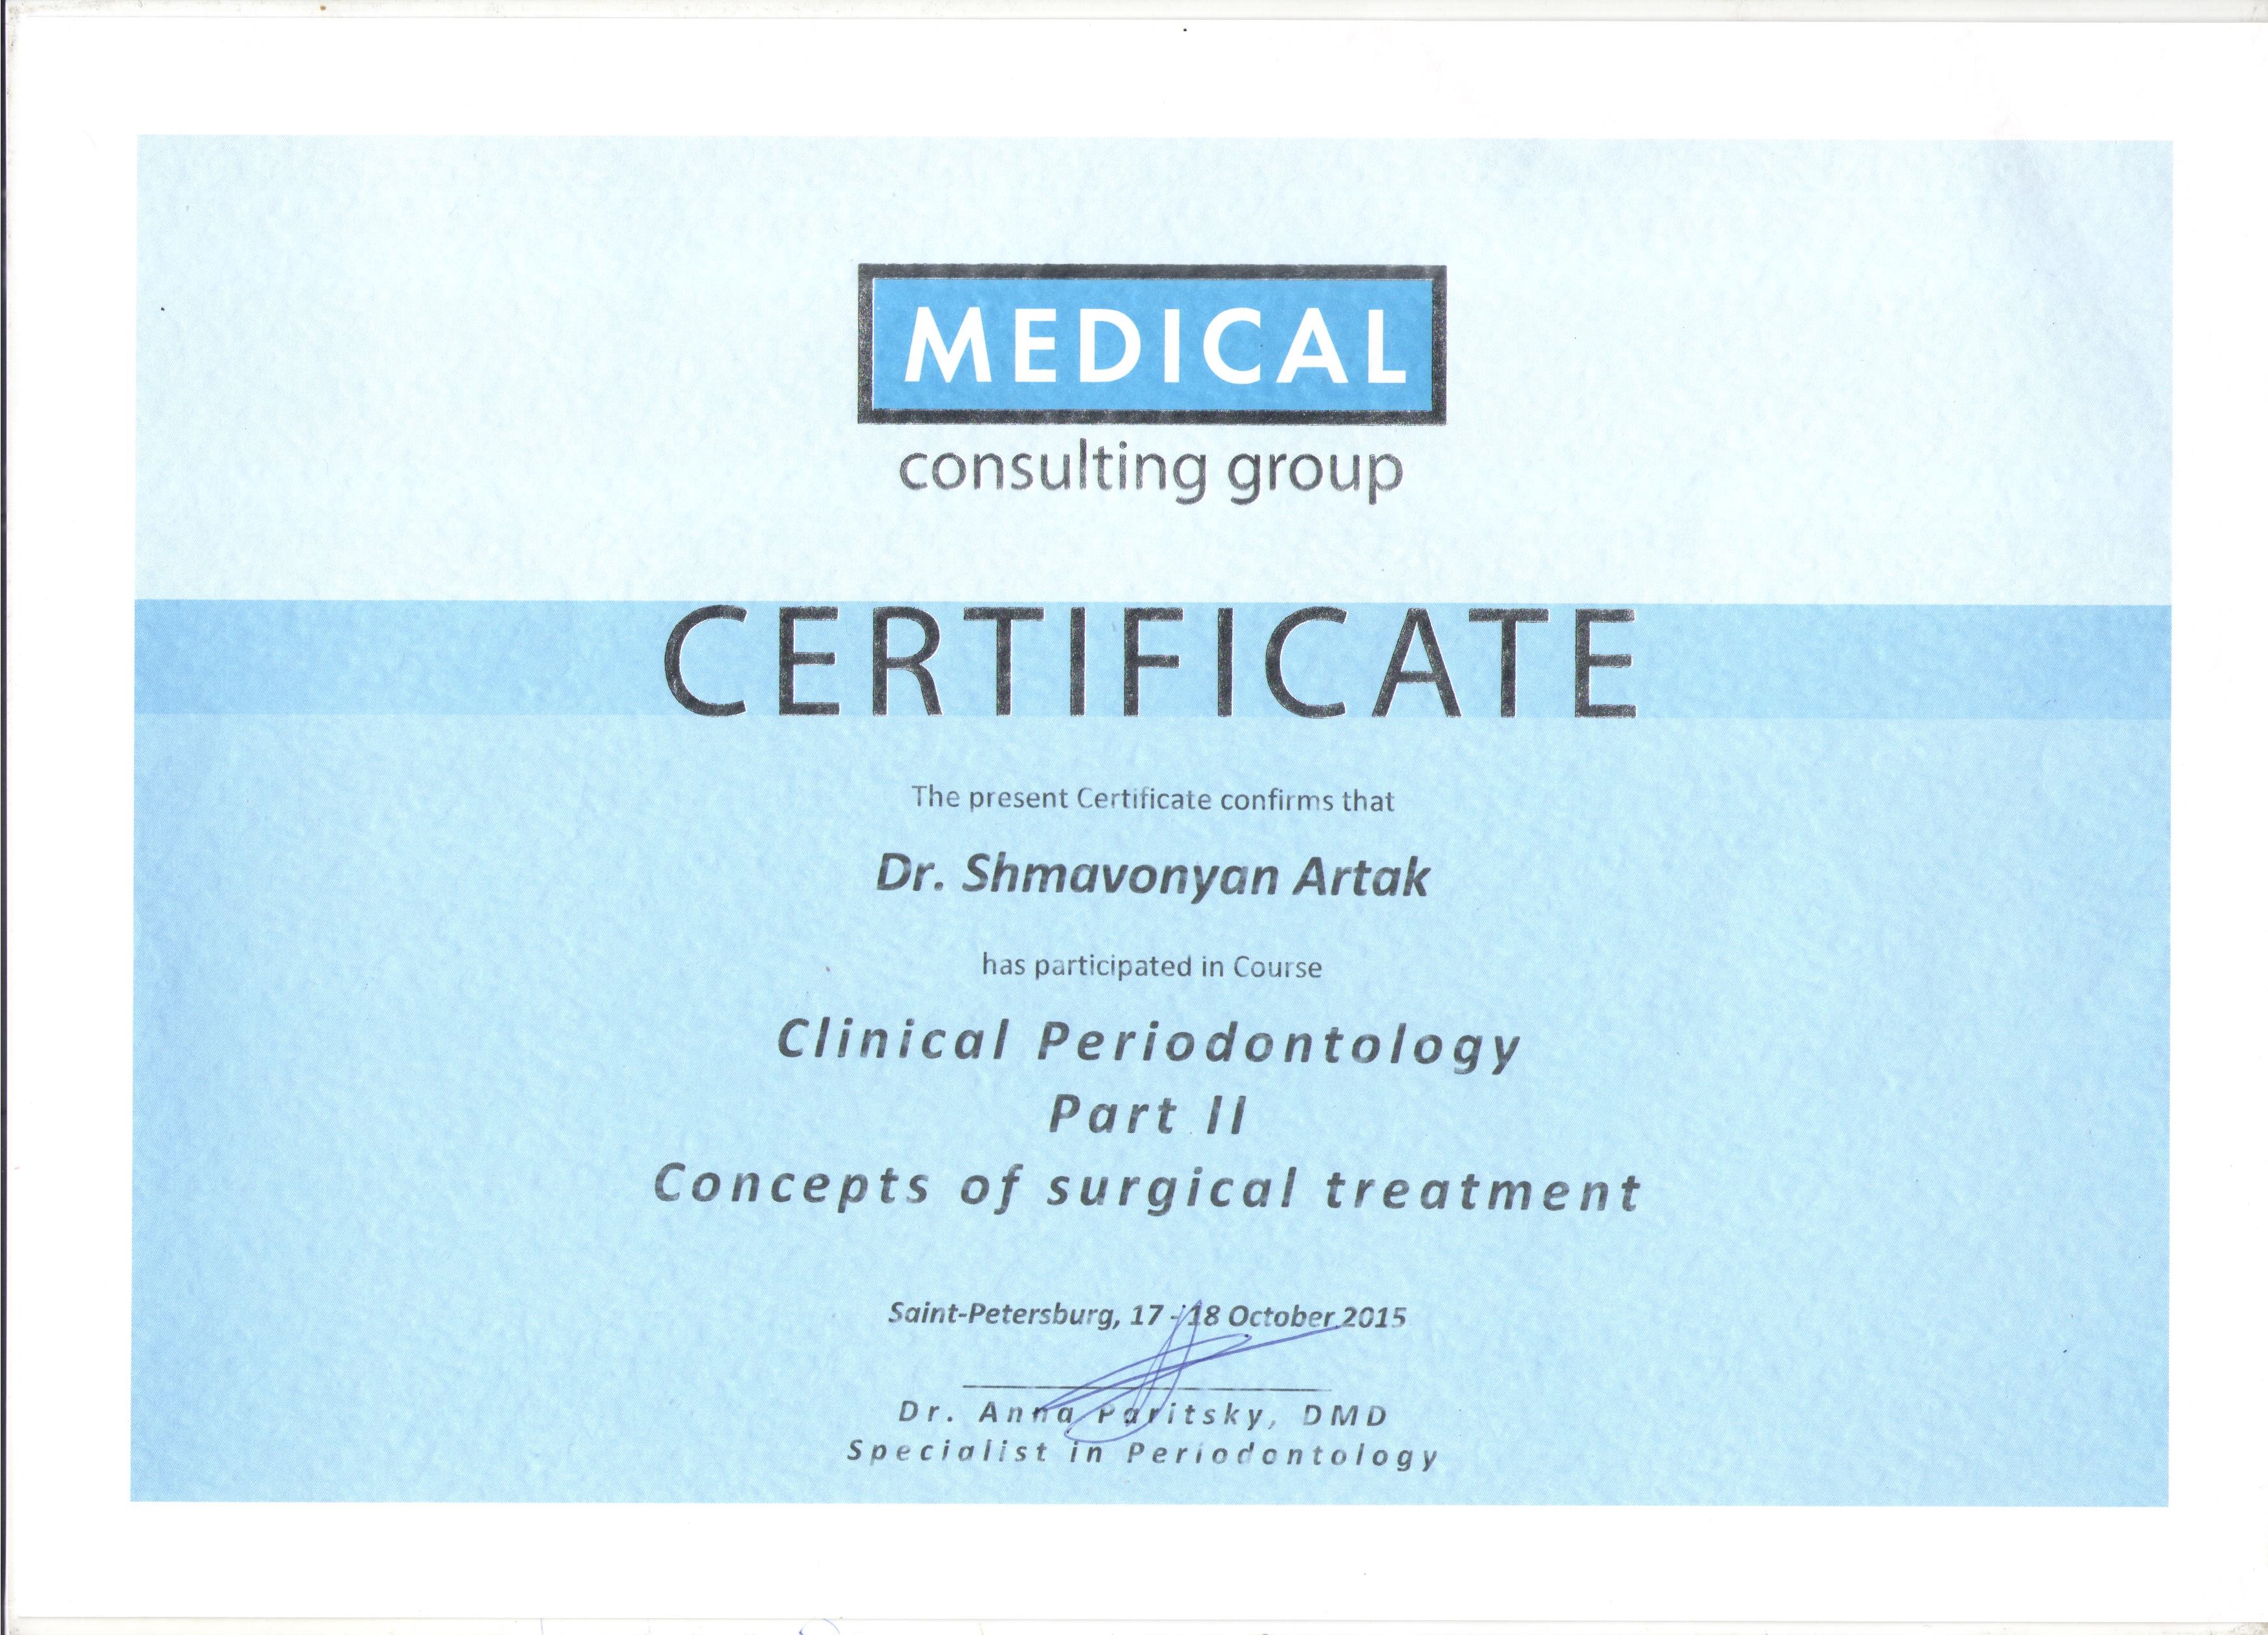 MEDICAL
consulting group
CERTIFICATE
The present Certificate confirms that
Dr. Shmavonyan Artak
has participated in Course
Clinical Periodontology
Part II
Concepts of surgical treatment
Saint-Petersburg, 17 - 18 October 2015
Dr. Anna Paritsky, DMD
Specialist in Periodontology